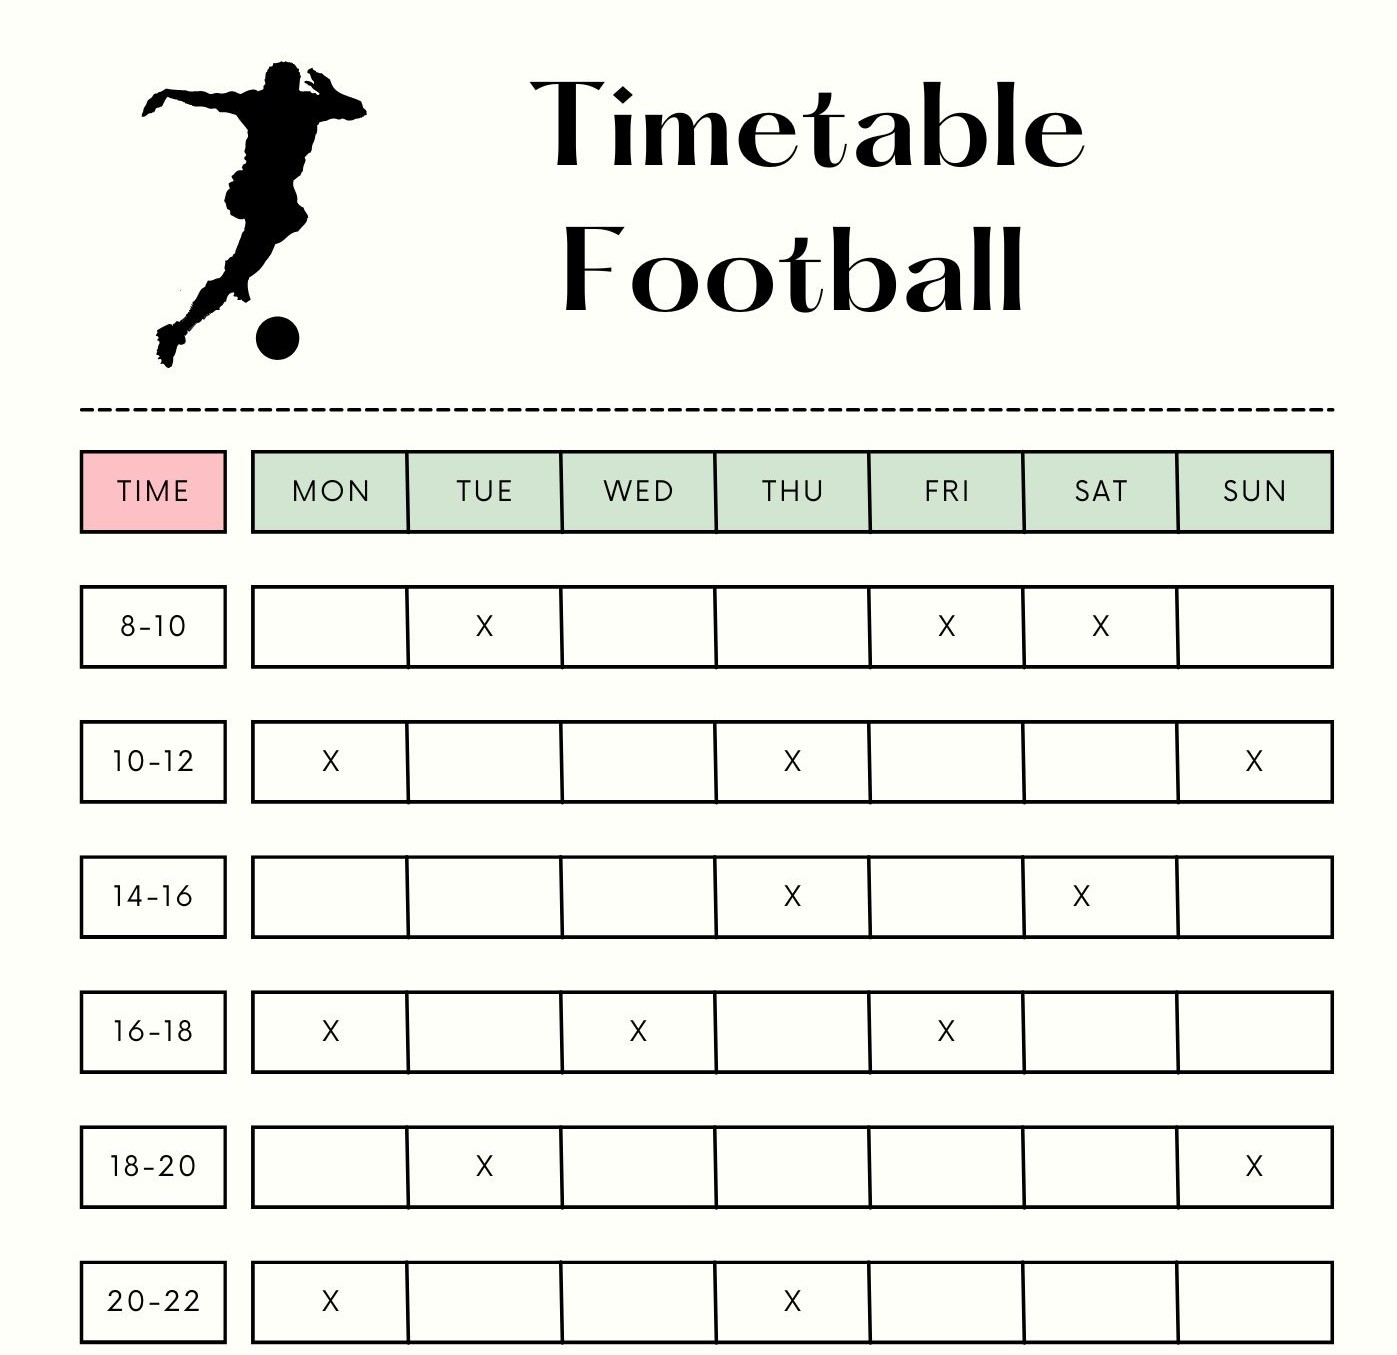 Timetable
Football
TIME MON TUE WED THU FRI SAT SUN
8-10 X X X
10-12 X X X
14-16 X X
16-18 X X X
18-20 X X
20-22 X X